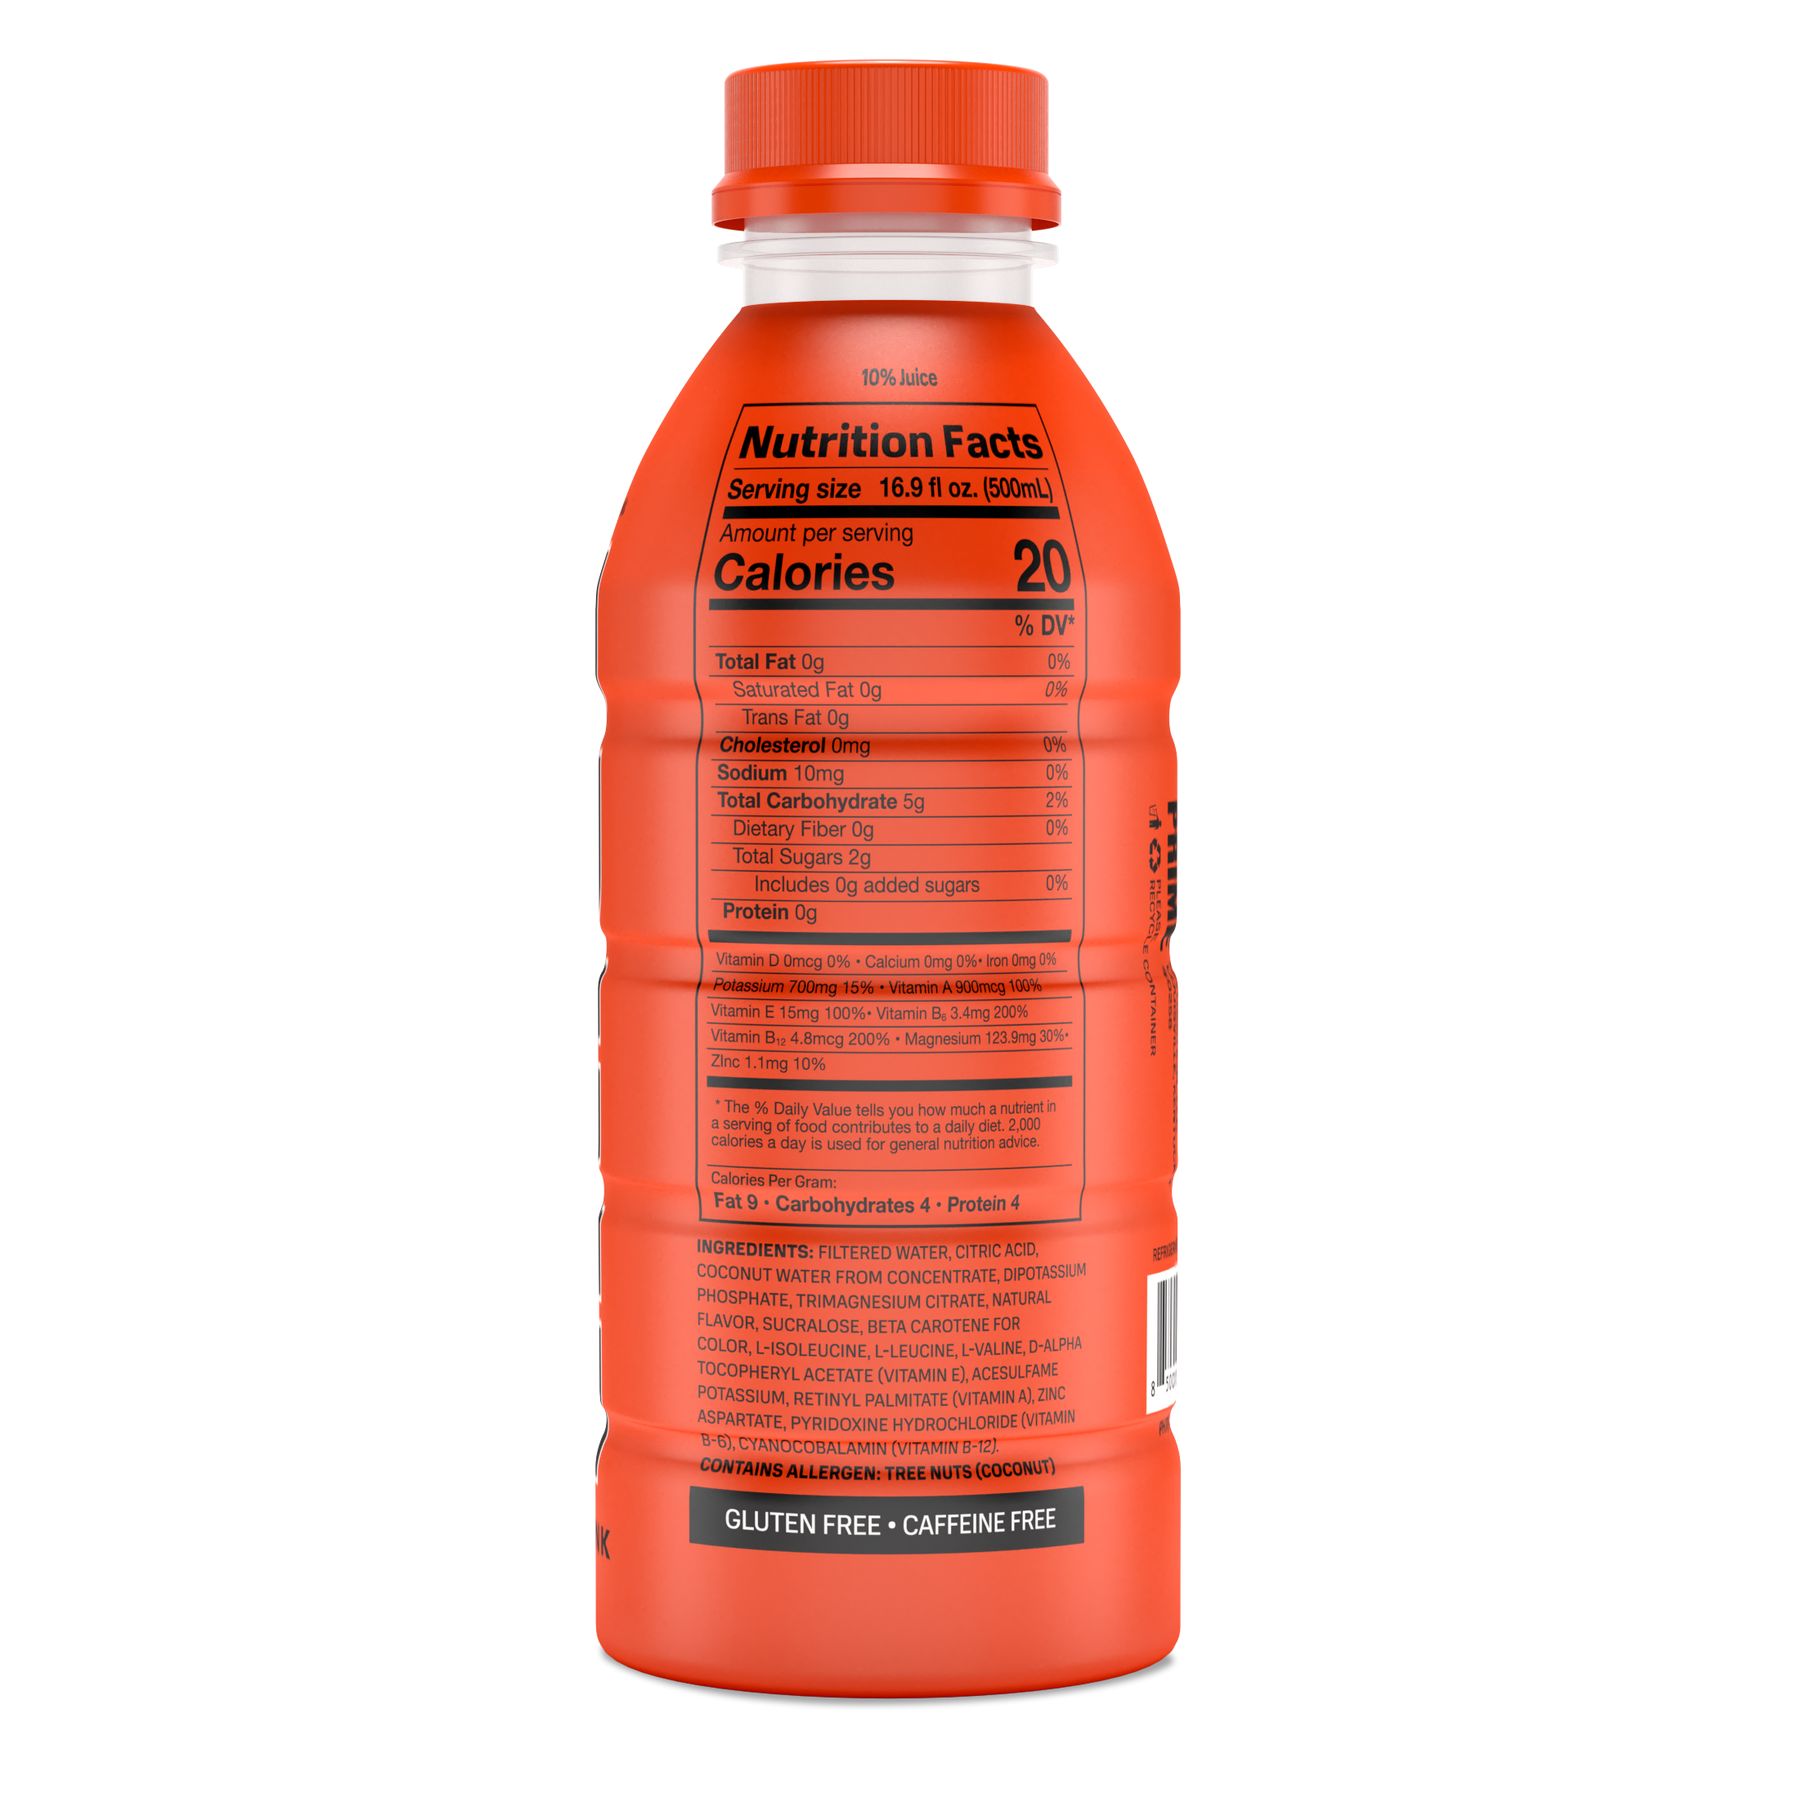 10% Juice
Nutrition Facts
Serving size 16.9 fl oz. (500mL)
Amount per serving
Calories 20
% DV*
Total Fat 0g 0%
Saturated Fat 0g 0%
Trans Fat 0g
Cholesterol 0mg 0%
Sodium 10mg 0%
Total Carbohydrate 5g 2%
Dietary Fiber 0g 0%
Total Sugars 2g
Includes 0g added sugars 0%
Protein 0g
Vitamin D 0mcg 0% • Calcium 0mg 0%• Iron 0mg 0%
Potassium 700mg 15% • Vitamin A 900mcg 100%
Vitamin E 15mg 100%• Vitamin B₆ 3.4mg 200%
Vitamin B₁₂ 4.8mcg 200% • Magnesium 123.9mg 30%•
ZInc 1.1mg 10%
* The % Daily Value tells you how much a nutrient in
a serving of food contributes to a daily diet. 2,000
calories a day is used for general nutrition advice.
Calories Per Gram:
Fat 9 • Carbohydrates 4 • Protein 4
INGREDIENTS: FILTERED WATER, CITRIC ACID,
COCONUT WATER FROM CONCENTRATE, DIPOTASSIUM
PHOSPHATE, TRIMAGNESIUM CITRATE, NATURAL
FLAVOR, SUCRALOSE, BETA CAROTENE FOR
COLOR, L-ISOLEUCINE, L-LEUCINE, L-VALINE, D-ALPHA
TOCOPHERYL ACETATE (VITAMIN E), ACESULFAME
POTASSIUM, RETINYL PALMITATE (VITAMIN A), ZINC
ASPARTATE, PYRIDOXINE HYDROCHLORIDE (VITAMIN
B-6), CYANOCOBALAMIN (VITAMIN B-12).
CONTAINS ALLERGEN: TREE NUTS (COCONUT)
GLUTEN FREE • CAFFEINE FREE
NK
PLEASE
RECYCLE CONTAINER
8